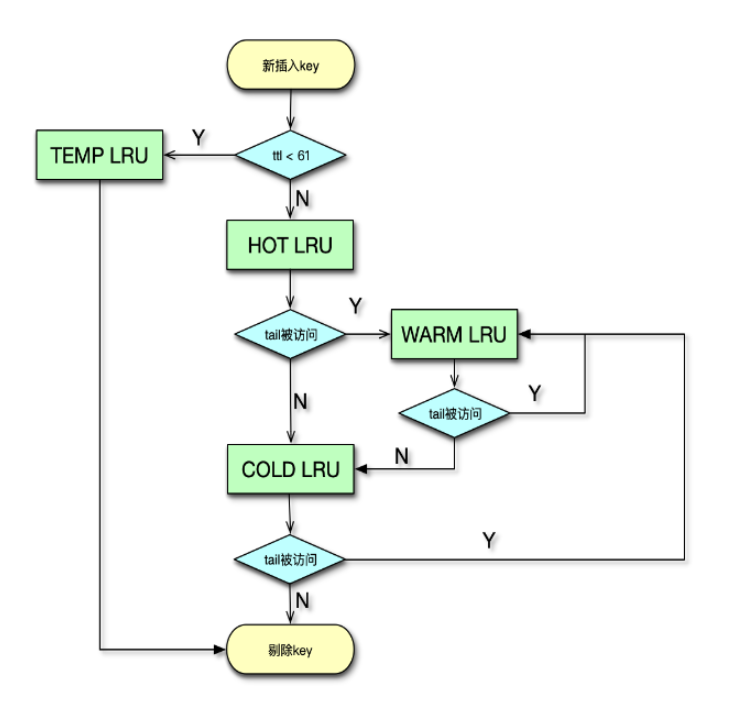 新插入key
Y
TEMP LRU
ttl < 61
N
HOT LRU
Y
tail被访问
WARM LRU
N
tail被访问
Y
N
COLD LRU
Y
tail被访问
N
剔除key